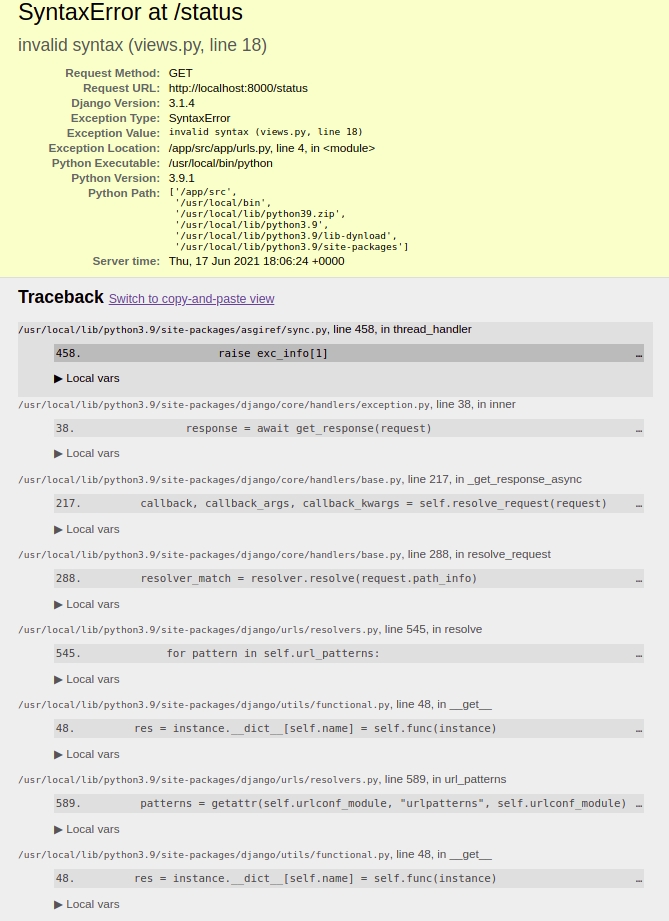 SyntaxError at /status
invalid syntax (views.py, line 18)
Request Method: GET
Request URL: http://localhost:8000/status
Django Version: 3.1.4
Exception Type: SyntaxError
Exception Value: invalid syntax (views.py, line 18)
Exception Location: /app/src/app/urls.py, line 4, in <module>
Python Executable: /usr/local/bin/python
Python Version: 3.9.1
Python Path: ['/app/src',
'/usr/local/bin',
'/usr/local/lib/python39.zip',
'/usr/local/lib/python3.9',
'/usr/local/lib/python3.9/lib-dynload',
'/usr/local/lib/python3.9/site-packages']
Server time: Thu, 17 Jun 2021 18:06:24 +0000
Traceback Switch to copy-and-paste view
/usr/local/lib/python3.9/site-packages/asgiref/sync.py, line 458, in thread_handler
458. raise exc_info[1] …
▶ Local vars
/usr/local/lib/python3.9/site-packages/django/core/handlers/exception.py, line 38, in inner
38. response = await get_response(request) …
▶ Local vars
/usr/local/lib/python3.9/site-packages/django/core/handlers/base.py, line 217, in _get_response_async
217. callback, callback_args, callback_kwargs = self.resolve_request(request) …
▶ Local vars
/usr/local/lib/python3.9/site-packages/django/core/handlers/base.py, line 288, in resolve_request
288. resolver_match = resolver.resolve(request.path_info) …
▶ Local vars
/usr/local/lib/python3.9/site-packages/django/urls/resolvers.py, line 545, in resolve
545. for pattern in self.url_patterns: …
▶ Local vars
/usr/local/lib/python3.9/site-packages/django/utils/functional.py, line 48, in __get__
48. res = instance.__dict__[self.name] = self.func(instance) …
▶ Local vars
/usr/local/lib/python3.9/site-packages/django/urls/resolvers.py, line 589, in url_patterns
589. patterns = getattr(self.urlconf_module, "urlpatterns", self.urlconf_module) …
▶ Local vars
/usr/local/lib/python3.9/site-packages/django/utils/functional.py, line 48, in __get__
48. res = instance.__dict__[self.name] = self.func(instance) …
▶ Local vars